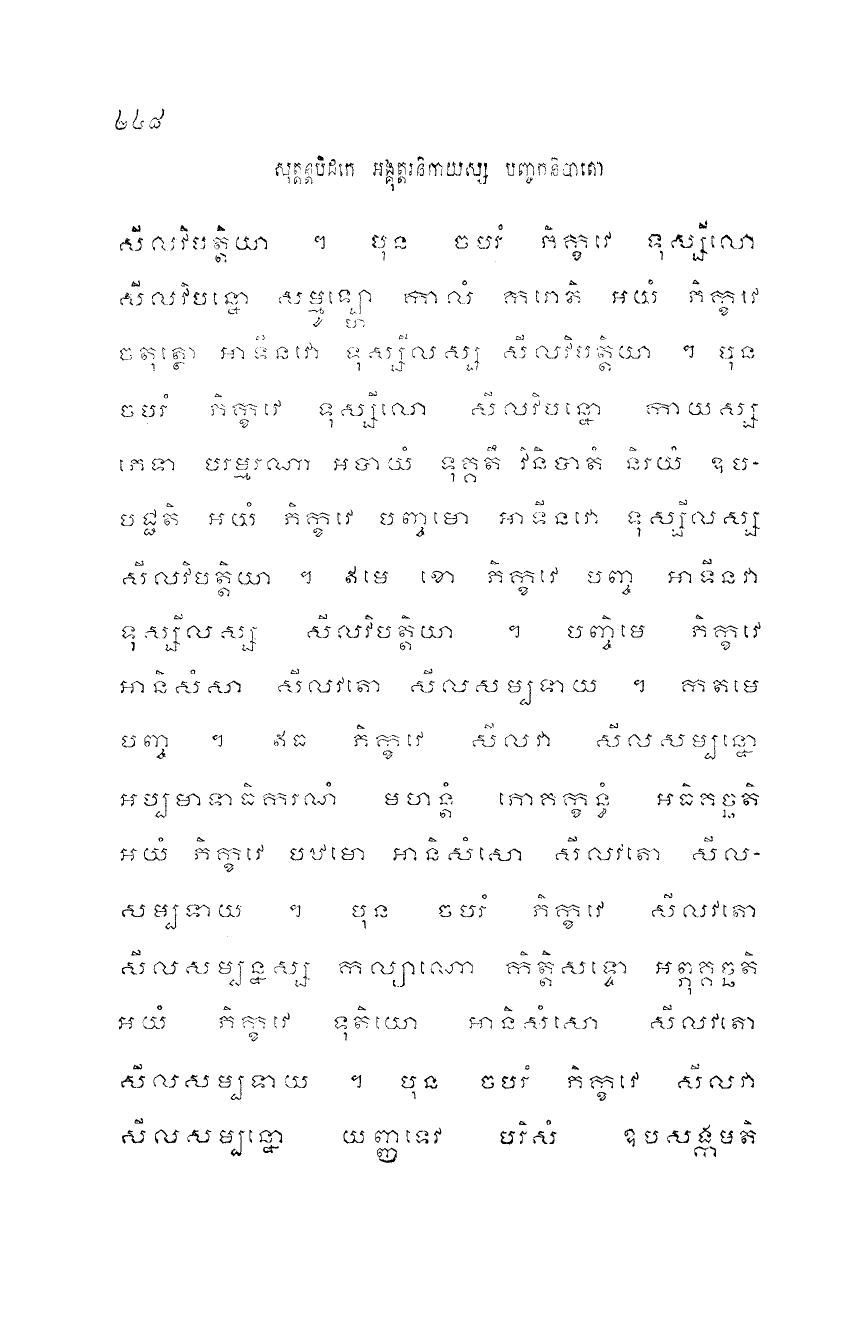 ៤៤៨
សុត្តន្តបិដកេ អង្គុត្តរនិកាយស្ស បញ្ចកនិបាតោ
សីលវិបត្តិយា ។ បុន ចបរំ ភិក្ខវេ ទុស្សីលោ
សីលវិបន្នោ សម្មូឡ្ហោ កាលំ ករោតិ អយំ ភិក្ខវេ
ចតុត្ថោ អាទីនវោ ទុស្សីលស្ស សីលវិបត្តិយា ។ បុន
ចបរំ ភិក្ខវេ ទុស្សីលោ សីលវិបន្នោ កាយស្ស
ភេទា បរម្មរណា អបាយំ ទុគ្គតឹ វិនិបាតំ និរយំ ឧប-
បជ្ជតិ អយំ ភិក្ខវេ បញ្ចមោ អាទីនវោ ទុស្សីលស្ស
សីលវិបត្តិយា ។ ឥមេ ខោ ភិក្ខវេ បញ្ច អាទីនវា
ទុស្សីលស្ស សីលវិបត្តិយា ។ បញ្ចិមេ ភិក្ខវេ
អានិសំសា សីលវតោ សីលសម្បទាយ ។ កតមេ
បញ្ច ។ ឥធ ភិក្ខវេ សីលវា សីលសម្បន្នោ
អប្បមាទាធិករណំ មហន្តំ ភោគក្ខន្ធំ អធិគច្ឆតិ
អយំ ភិក្ខវេ បឋមោ អានិសំសោ សីលវតោ សីល-
សម្បទាយ ។ បុន ចបរំ ភិក្ខវេ សីលវតោ
សីលសម្បន្នស្ស កល្យាណោ កិត្តិសទ្ទោ អព្ភុគ្គច្ឆតិ
អយំ ភិក្ខវេ ទុតិយោ អានិសំសោ សីលវតោ
សីលសម្បទាយ ។ បុន ចបរំ ភិក្ខវេ សីលវា
សីលសម្បន្នោ យញ្ញទេវ បរិសំ ឧបសង្កមតិ